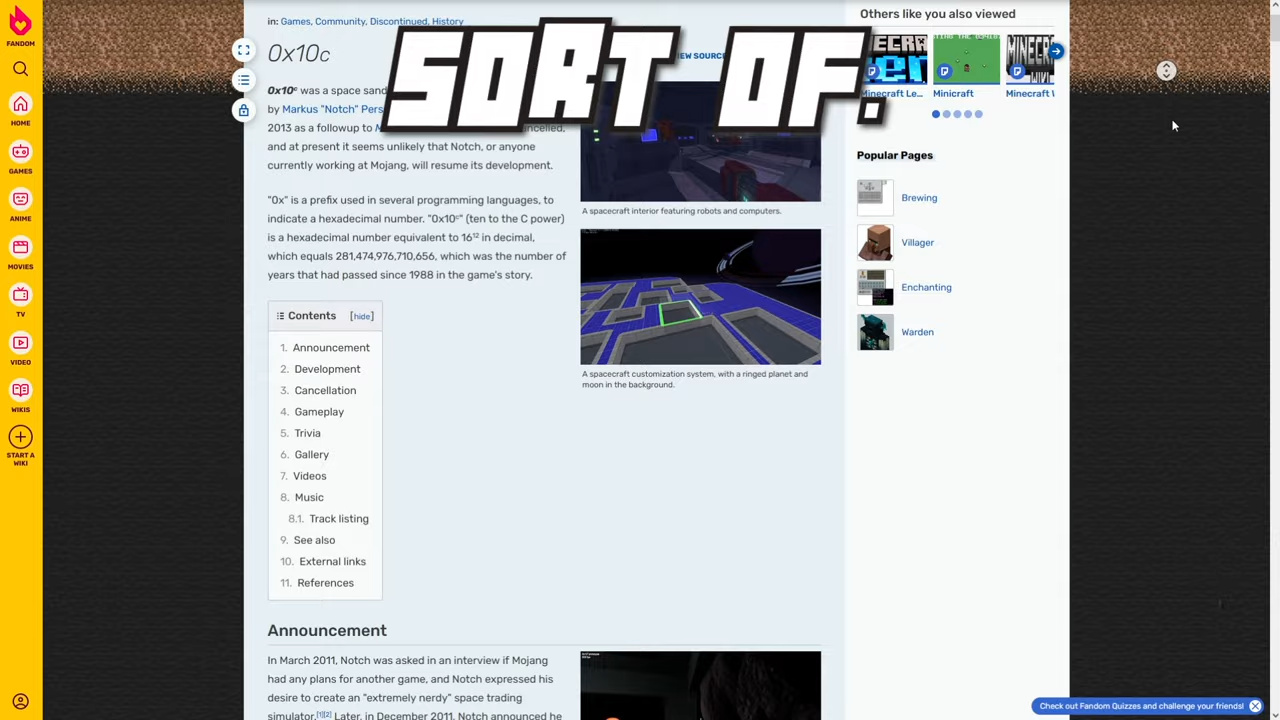 FANDOM
HOME
GAMES
ANIME
MOVIES
TV
VIDEO
WIKIS
START A
WIKI
in: Games, Community, Discontinued, History
0x10c
SORT OF.
0x10ᶜ was a space sand
by Markus "Notch" Pers
2013 as a followup to
and at present it seems unlikely that Notch, or anyone
currently working at Mojang, will resume its development.
"0x" is a prefix used in several programming languages, to
indicate a hexadecimal number. "0x10ᶜ" (ten to the C power)
is a hexadecimal number equivalent to 16¹² in decimal,
which equals 281,474,976,710,656, which was the number of
years that had passed since 1988 in the game's story.
A spacecraft interior featuring robots and computers.
A spacecraft customization system, with a ringed planet and
moon in the background.
Contents [hide]
1. Announcement
2. Development
3. Cancellation
4. Gameplay
5. Trivia
6. Gallery
7. Videos
8. Music
8.1. Track listing
9. See also
10. External links
11. References
Announcement
In March 2011, Notch was asked in an interview if Mojang
had any plans for another game, and Notch expressed his
desire to create an "extremely nerdy" space trading
simulator.[1][2] Later, in December 2011, Notch announced he
Others like you also viewed
Minecraft Le...
Minicraft
Minecraft W
Popular Pages
Brewing
Villager
Enchanting
Warden
Check out Fandom Quizzes and challenge your friends!